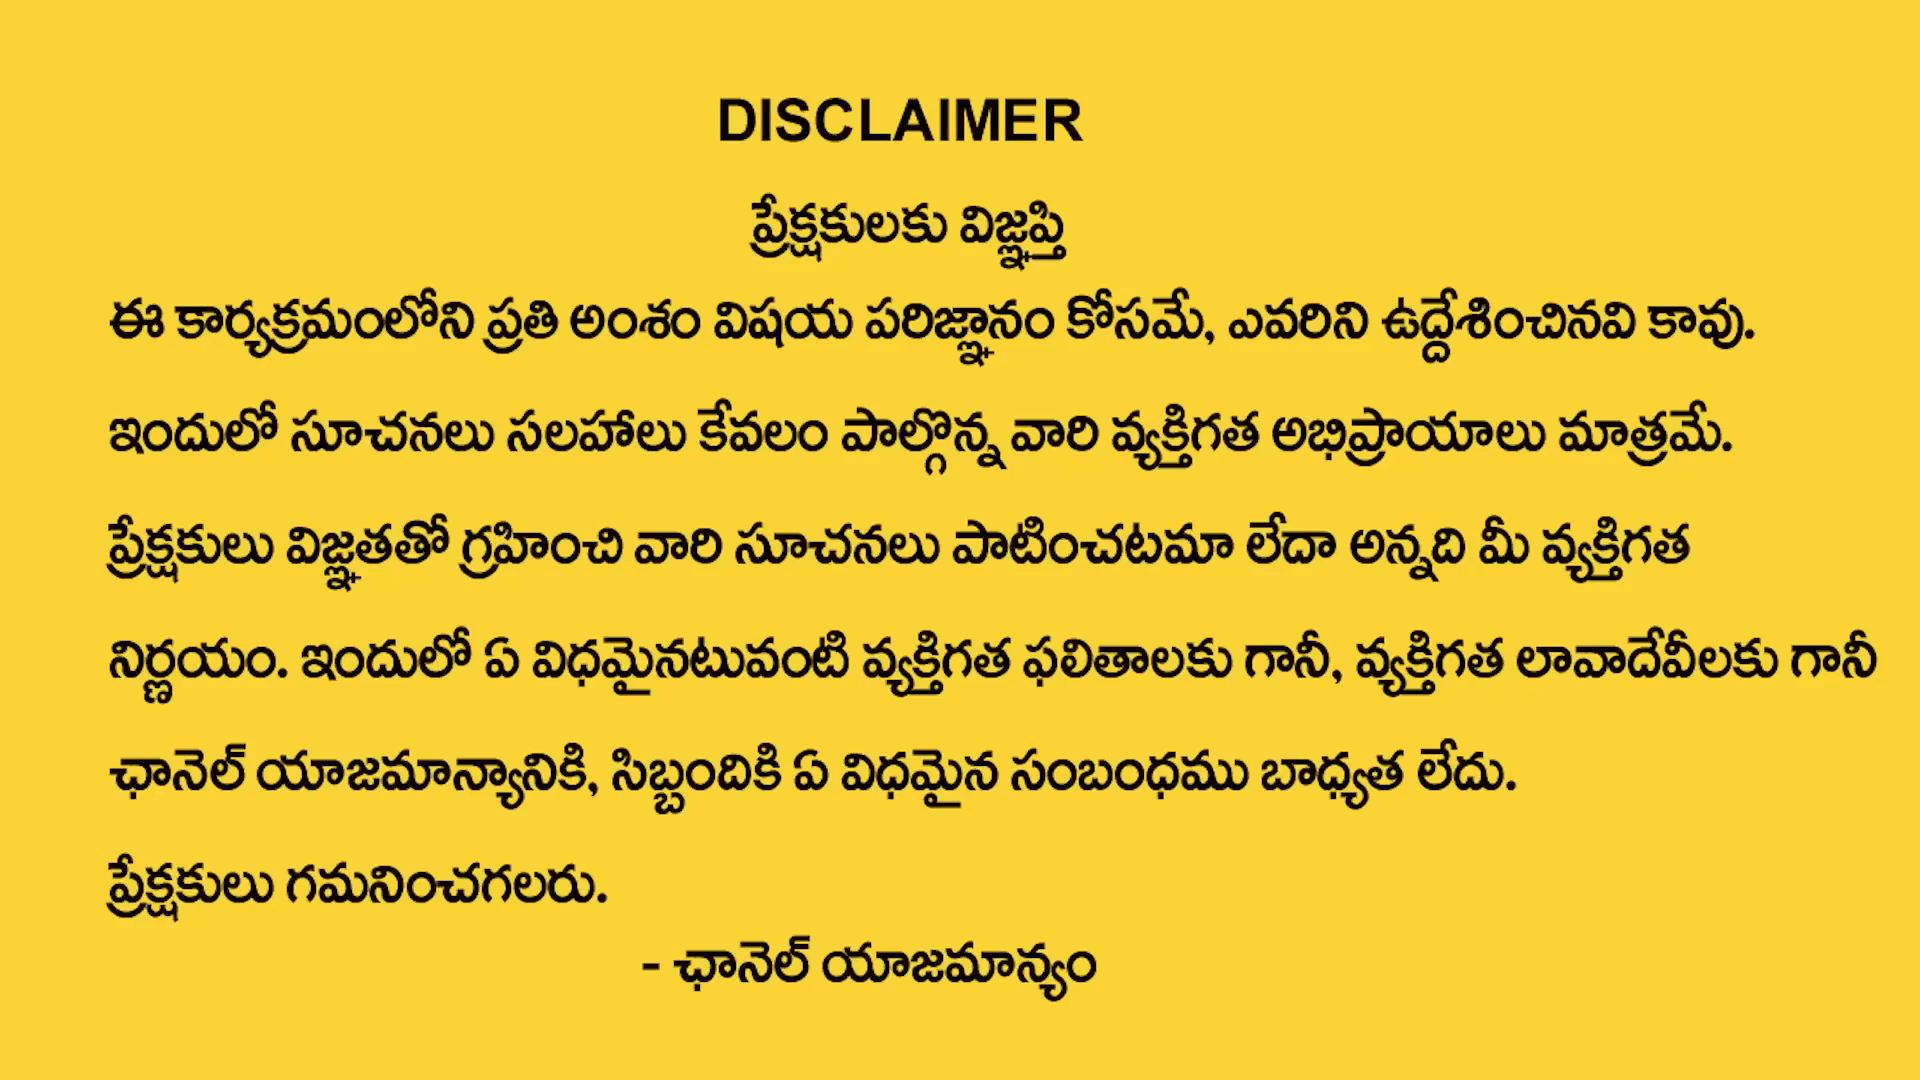 DISCLAIMER
ప్రేక్షకులకు విజ్ఞప్తి
ఈ కార్యక్రమంలోని ప్రతి అంశం విషయ పరిజ్ఞానం కోసమే, ఎవరిని ఉద్దేశించినవి కావు.
ఇందులో సూచనలు సలహాలు కేవలం పాల్గొన్న వారి వ్యక్తిగత అభిప్రాయాలు మాత్రమే.
ప్రేక్షకులు విజ్ఞతతో గ్రహించి వారి సూచనలు పాటించటమా లేదా అన్నది మీ వ్యక్తిగత
నిర్ణయం. ఇందులో ఏ విధమైనటువంటి వ్యక్తిగత ఫలితాలకు గానీ, వ్యక్తిగత లావాదేవీలకు గానీ
ఛానెల్ యాజమాన్యానికి, సిబ్బందికి ఏ విధమైన సంబంధము బాధ్యత లేదు.
ప్రేక్షకులు గమనించగలరు.
- ఛానెల్ యాజమాన్యం